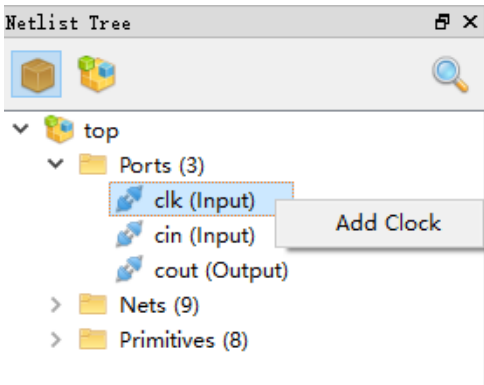 Netlist Tree
top
Ports (3)
clk (Input)
Add Clock
cin (Input)
cout (Output)
Nets (9)
Primitives (8)